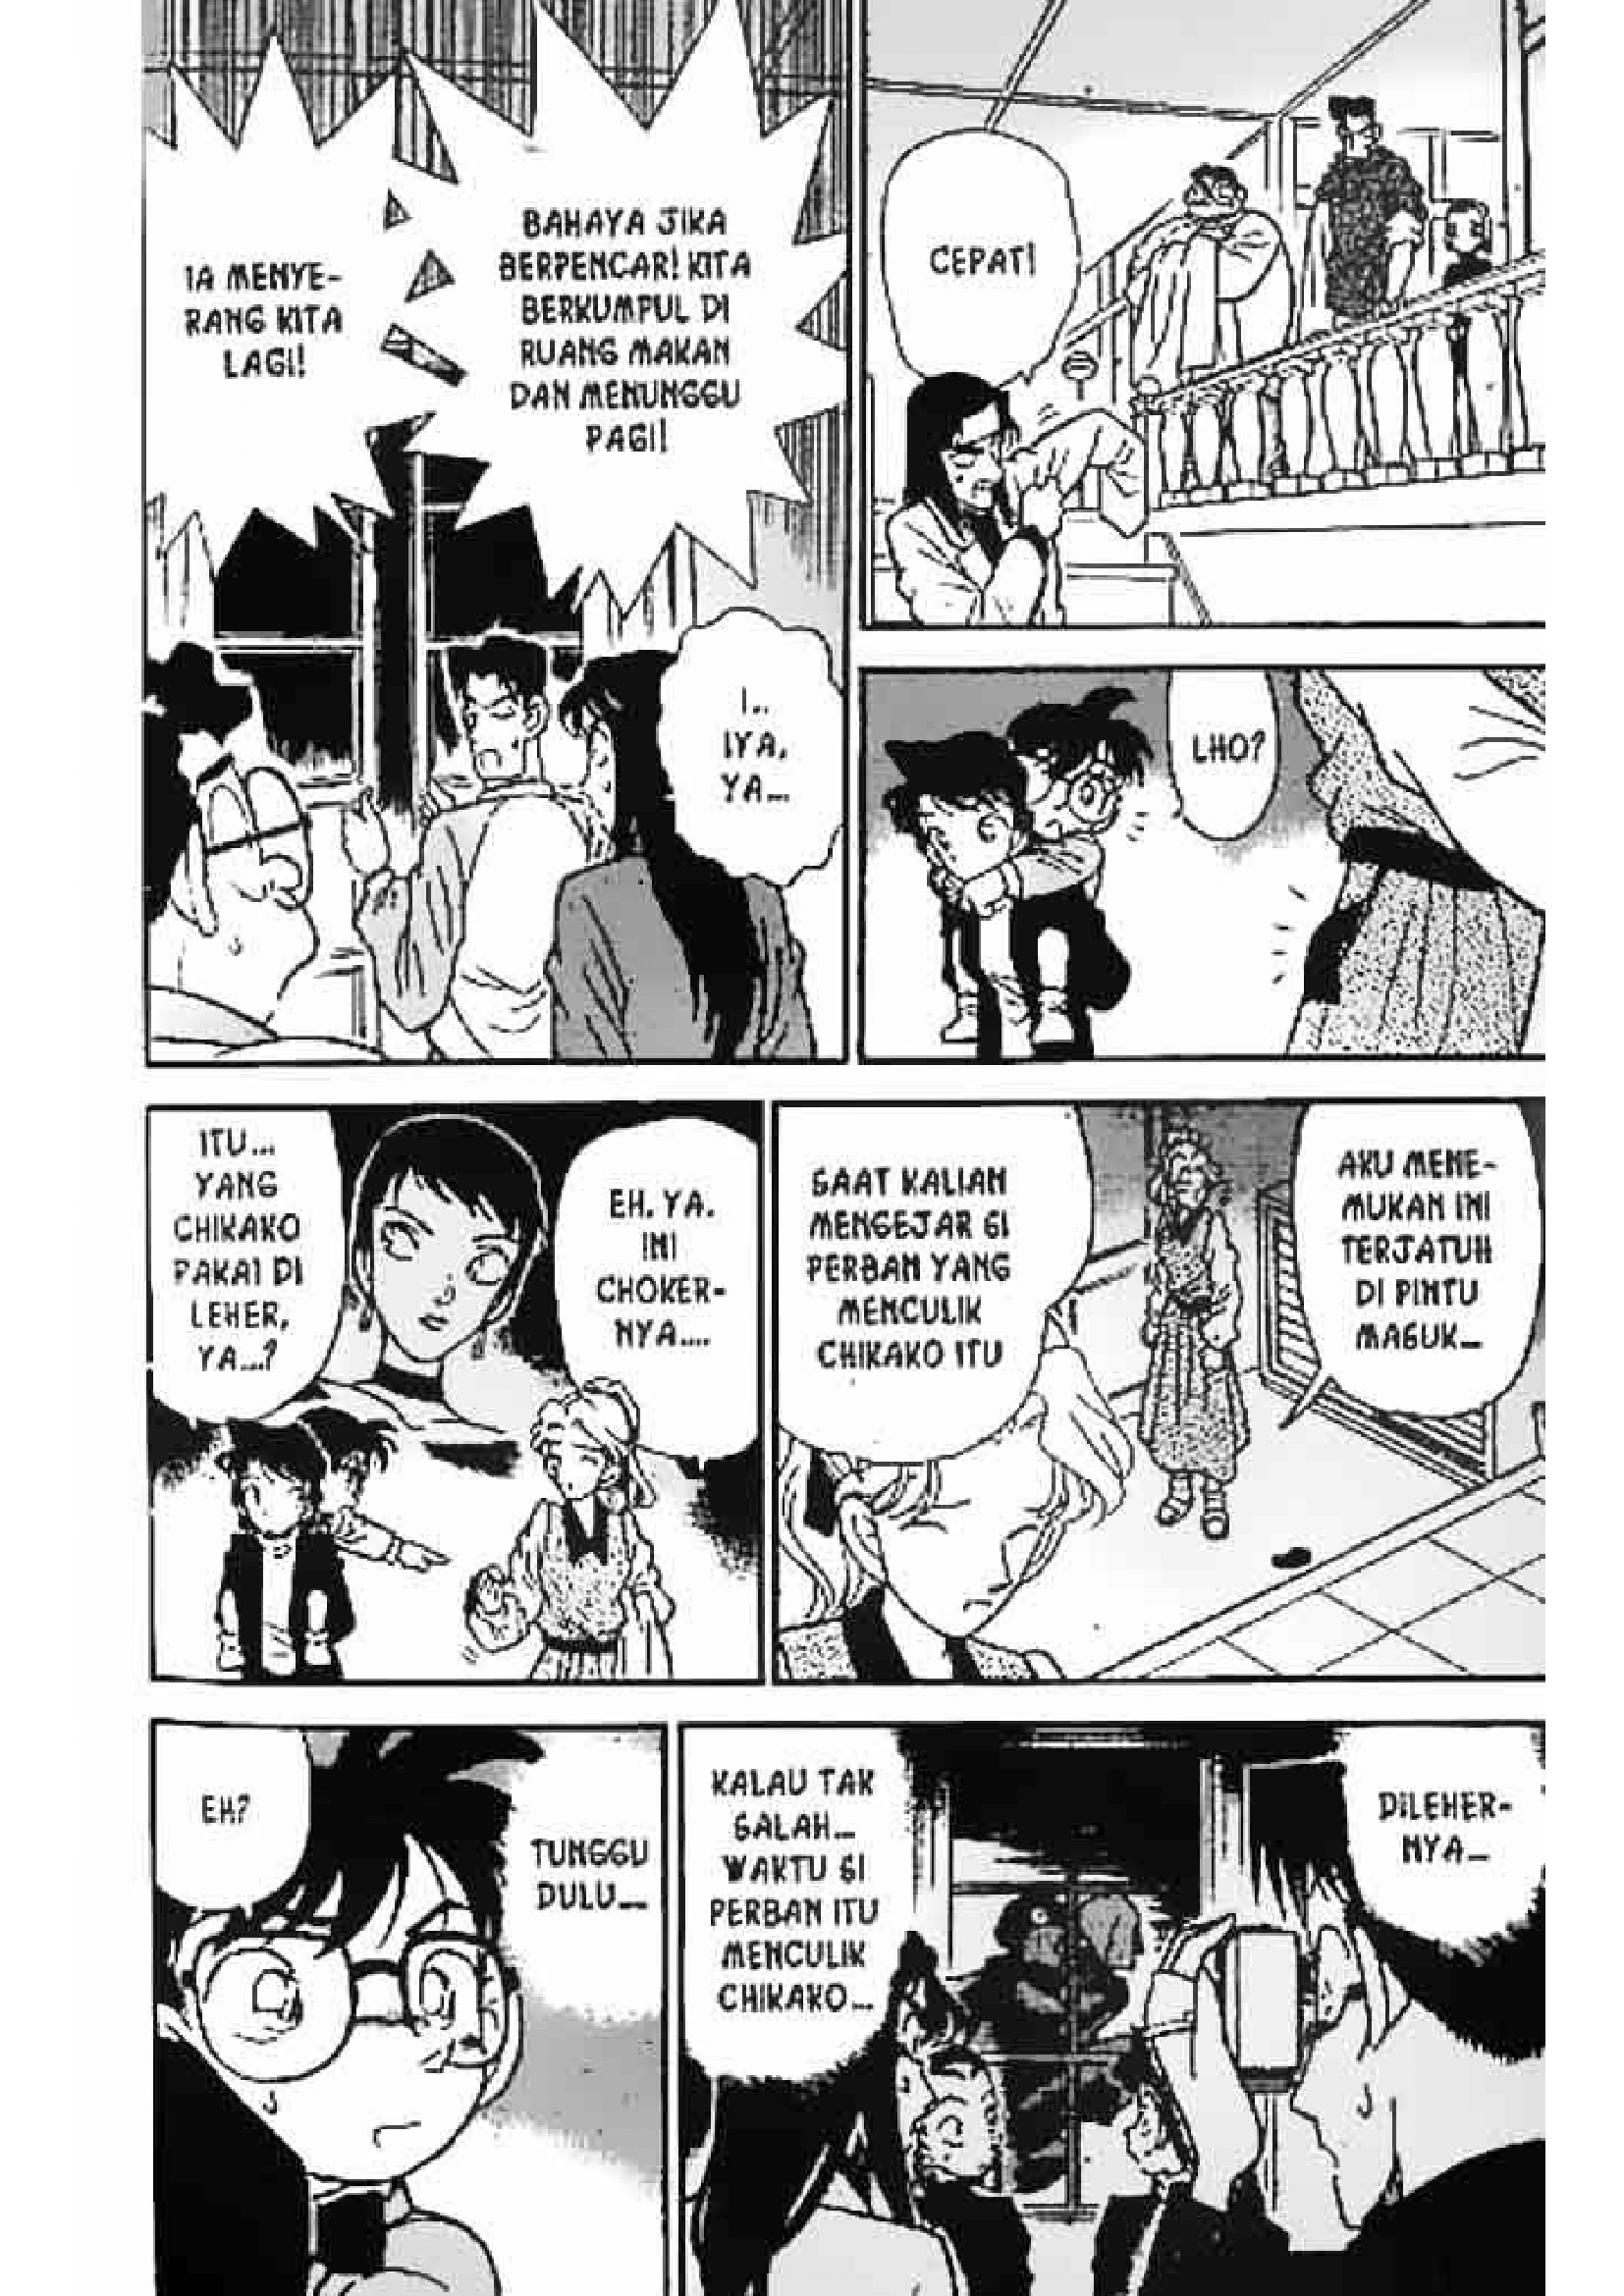 IA MENYE-
RANG KITA
LAGI!
BAHAYA JIKA
BERPENCAR! KITA
BERKUMPUL DI
RUANG MAKAN
DAN MENUNGGU
PAGI!
I..
IYA,
YA...
CEPAT!
LHO?
ITU...
YANG
CHIKAKO
PAKAI DI
LEHER,
YA...?
EH, YA.
INI
CHOKER-
NYA....
SAAT KALIAN
MENGEJAR SI
PERBAN YANG
MENCULIK
CHIKAKO ITU
AKU MENE-
MUKAN INI
TERJATUH
DI PINTU
MASUK...
EH?
TUNGGU
DULU...
KALAU TAK
SALAH...
WAKTU SI
PERBAN ITU
MENCULIK
CHIKAKO...
DILEHER-
NYA...